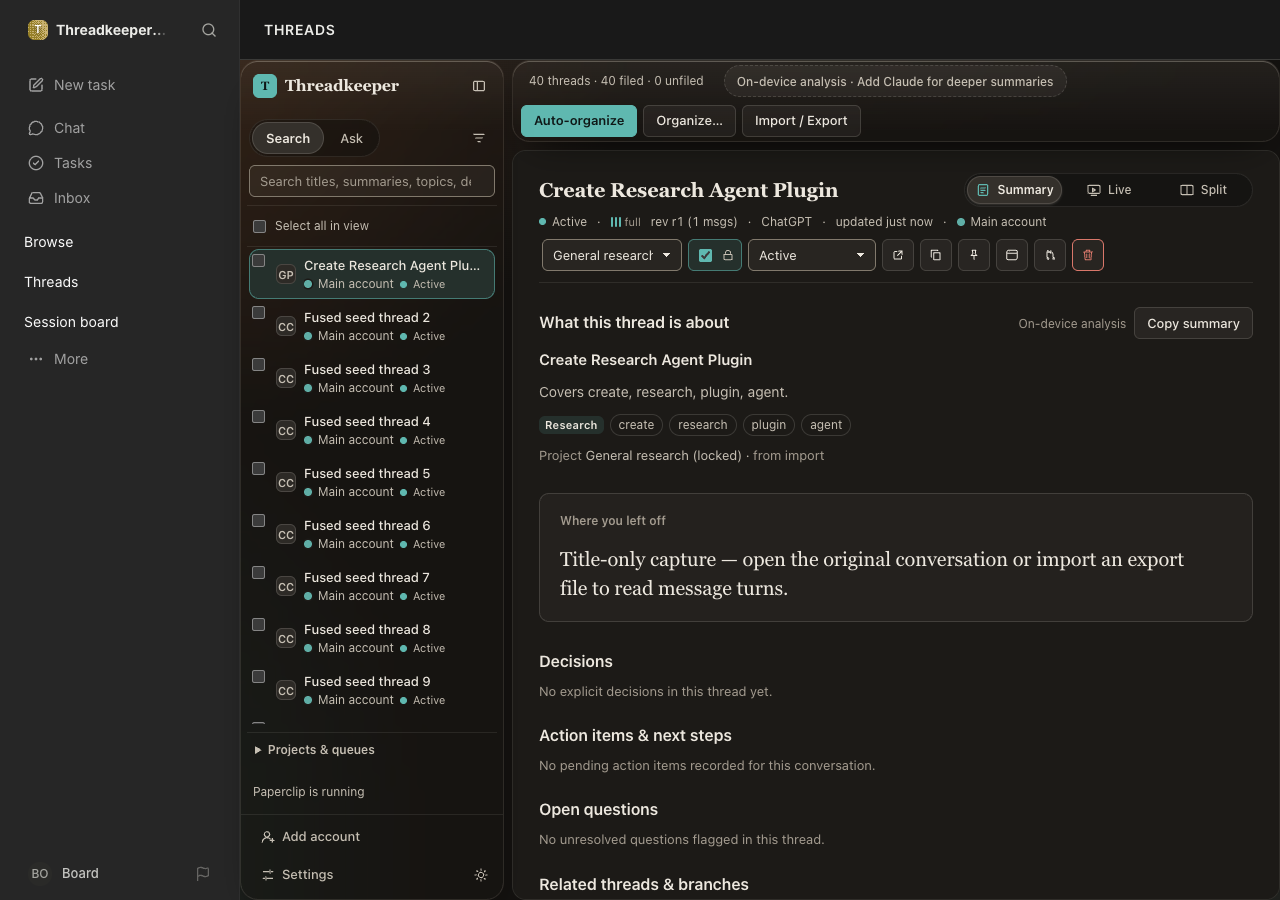 T Threadkeeper...
New task
Chat
Tasks
Inbox
Browse
Threads
Session board
More
BO Board
THREADS
T Threadkeeper
Search Ask
Search titles, summaries, topics, de
Select all in view
GP Create Research Agent Plu...
Main account Active
CC Fused seed thread 2
Main account Active
CC Fused seed thread 3
Main account Active
CC Fused seed thread 4
Main account Active
CC Fused seed thread 5
Main account Active
CC Fused seed thread 6
Main account Active
CC Fused seed thread 7
Main account Active
CC Fused seed thread 8
Main account Active
CC Fused seed thread 9
Main account Active
Projects & queues
Paperclip is running
Add account
Settings
40 threads · 40 filed · 0 unfiled On-device analysis · Add Claude for deeper summaries
Auto-organize Organize... Import / Export
Create Research Agent Plugin Summary Live Split
Active · full rev r1 (1 msgs) · ChatGPT · updated just now · Main account
General research Active
What this thread is about On-device analysis Copy summary
Create Research Agent Plugin
Covers create, research, plugin, agent.
Research create research plugin agent
Project General research (locked) · from import
Where you left off
Title-only capture — open the original conversation or import an export
file to read message turns.
Decisions
No explicit decisions in this thread yet.
Action items & next steps
No pending action items recorded for this conversation.
Open questions
No unresolved questions flagged in this thread.
Related threads & branches